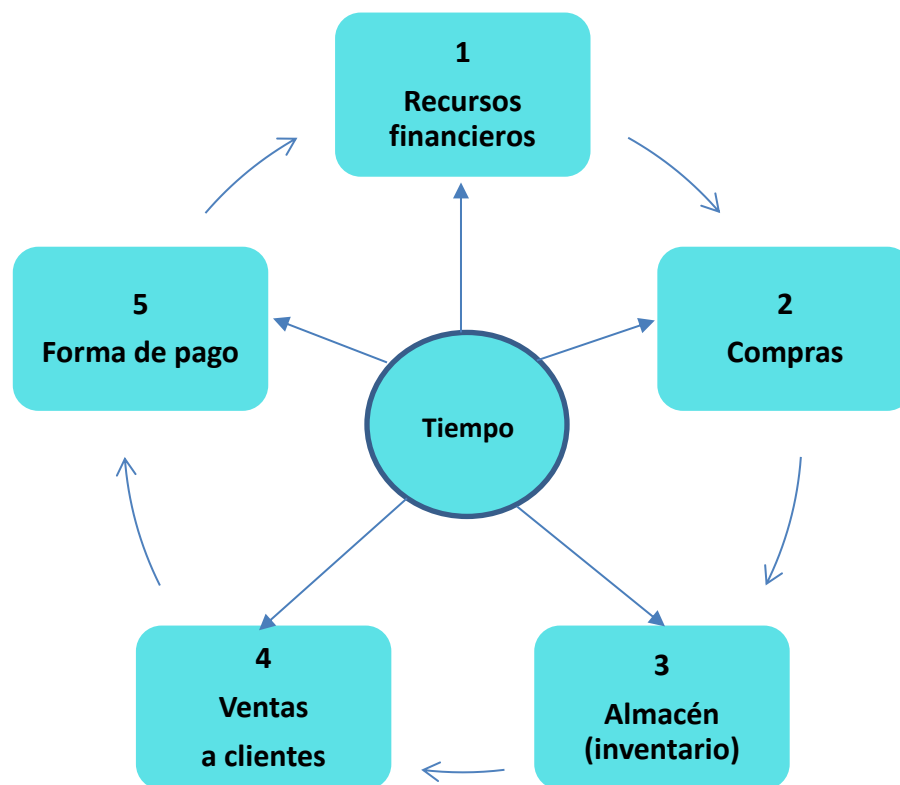 1
Recursos
financieros
2
Compras
3
Almacén
(inventario)
4
Ventas
a clientes
5
Forma de pago
Tiempo